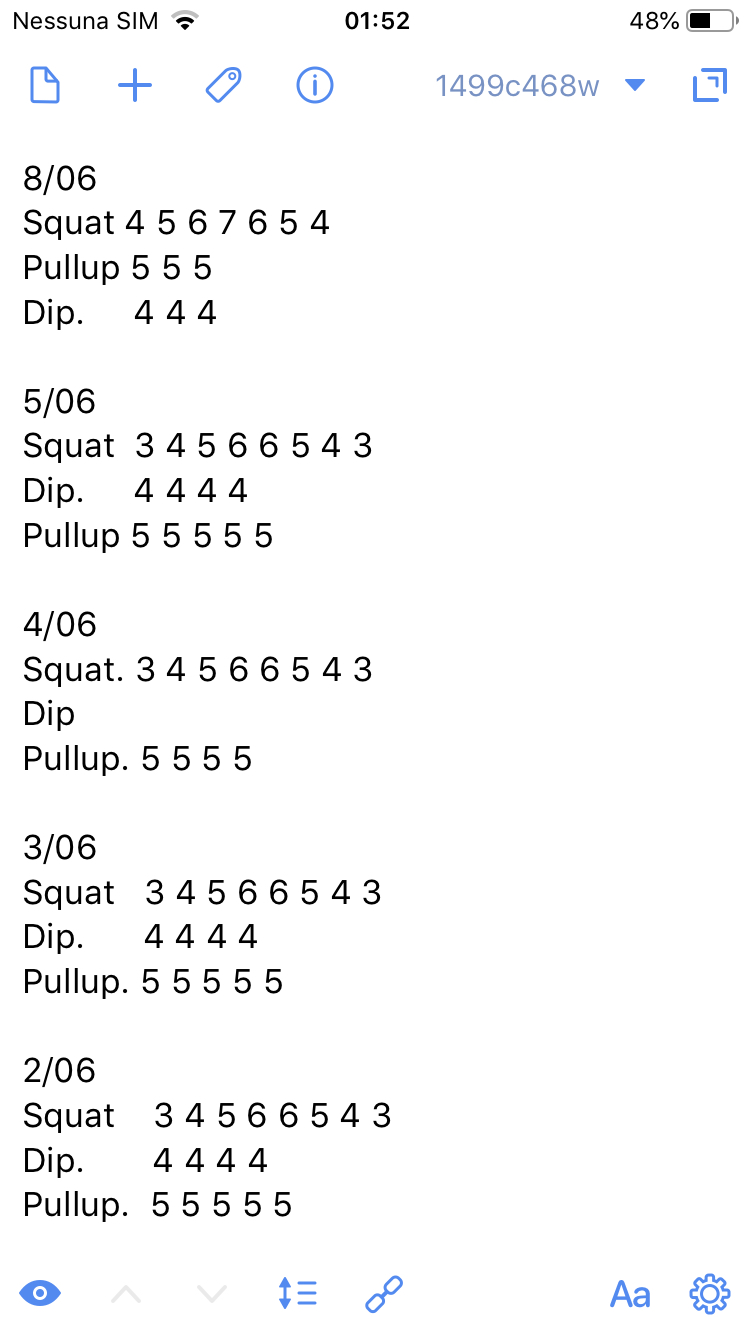 Nessuna SIM 01:52 48%
1499c468w
8/06
Squat 4 5 6 7 6 5 4
Pullup 5 5 5
Dip. 4 4 4
5/06
Squat 3 4 5 6 6 5 4 3
Dip. 4 4 4 4
Pullup 5 5 5 5 5
4/06
Squat. 3 4 5 6 6 5 4 3
Dip
Pullup. 5 5 5 5
3/06
Squat 3 4 5 6 6 5 4 3
Dip. 4 4 4 4
Pullup. 5 5 5 5 5
2/06
Squat 3 4 5 6 6 5 4 3
Dip. 4 4 4 4
Pullup. 5 5 5 5 5
Aa